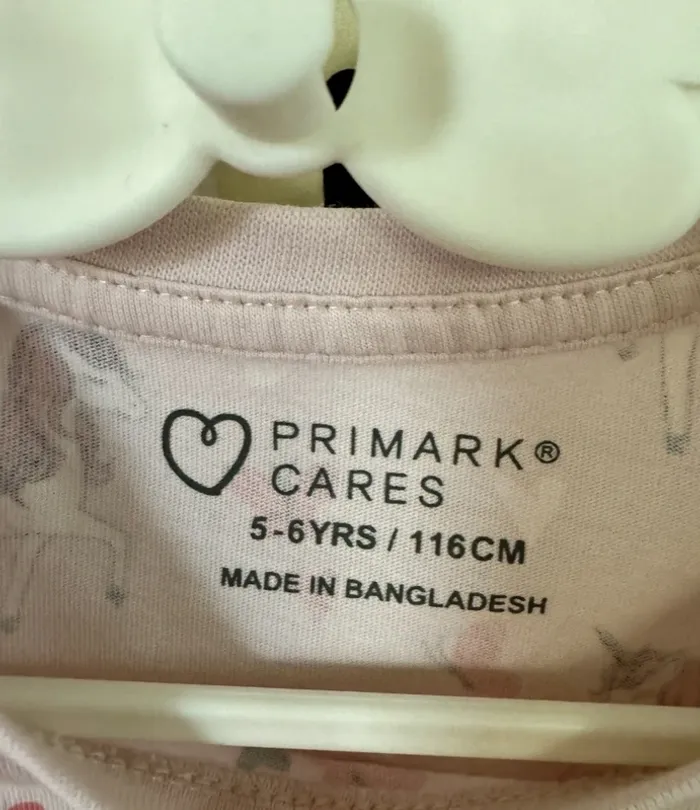 PRIMARK®
CARES
5-6YRS / 116CM
MADE IN BANGLADESH